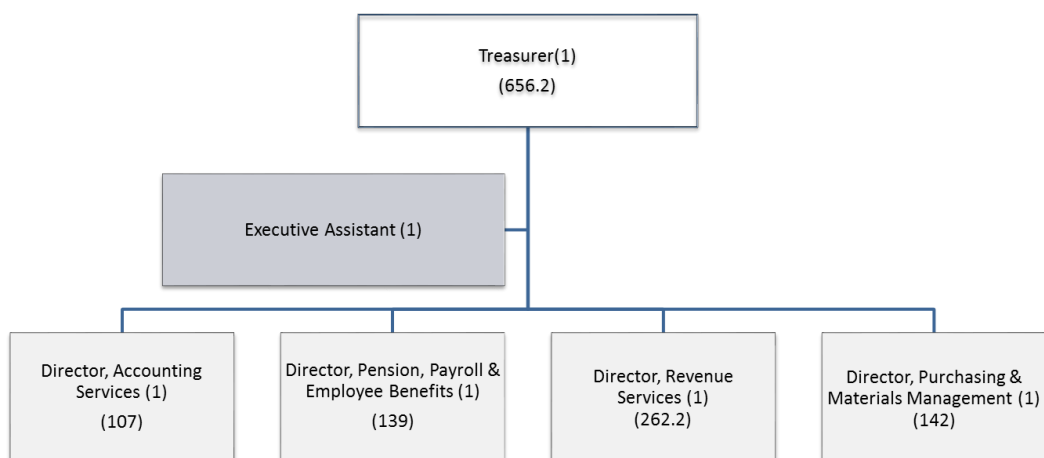 Treasurer(1)
(656.2)
Executive Assistant (1)
Director, Accounting
Services (1)
(107)
Director, Pension, Payroll &
Employee Benefits (1)
(139)
Director, Revenue
Services (1)
(262.2)
Director, Purchasing &
Materials Management (1)
(142)